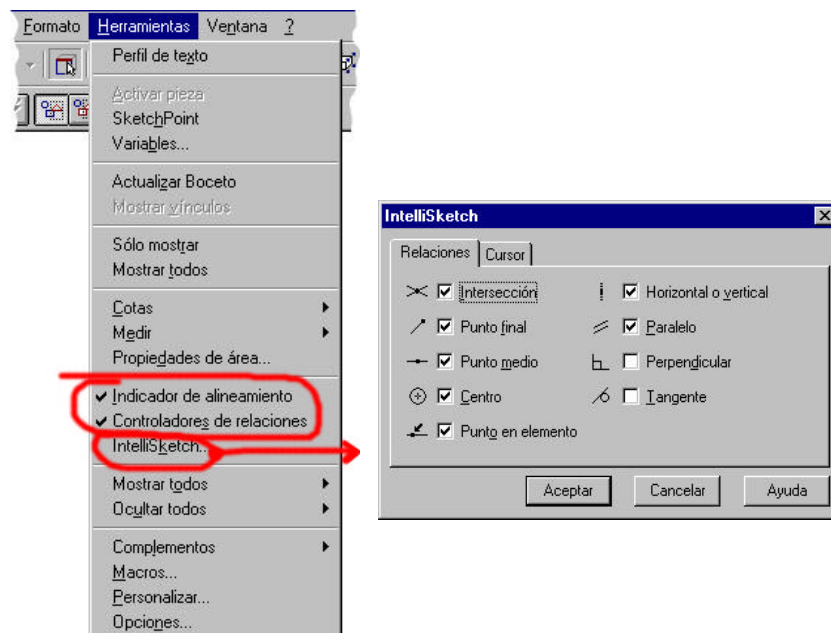 Formato Herramientas Ventana ?
Perfil de texto
Activar pieza
SketchPoint
Variables...
Actualizar Boceto
Mostrar vínculos
Sólo mostrar
Mostrar todos
Cotas
Medir
Propiedades de área...
Indicador de alineamiento
Controladores de relaciones
IntelliSketch...
Mostrar todos
Ocultar todos
Complementos
Macros...
Personalizar...
Opciones...
IntelliSketch
Relaciones Cursor
Intersección Horizontal o vertical
Punto final Paralelo
Punto medio Perpendicular
Centro Tangente
Punto en elemento
Aceptar Cancelar Ayuda